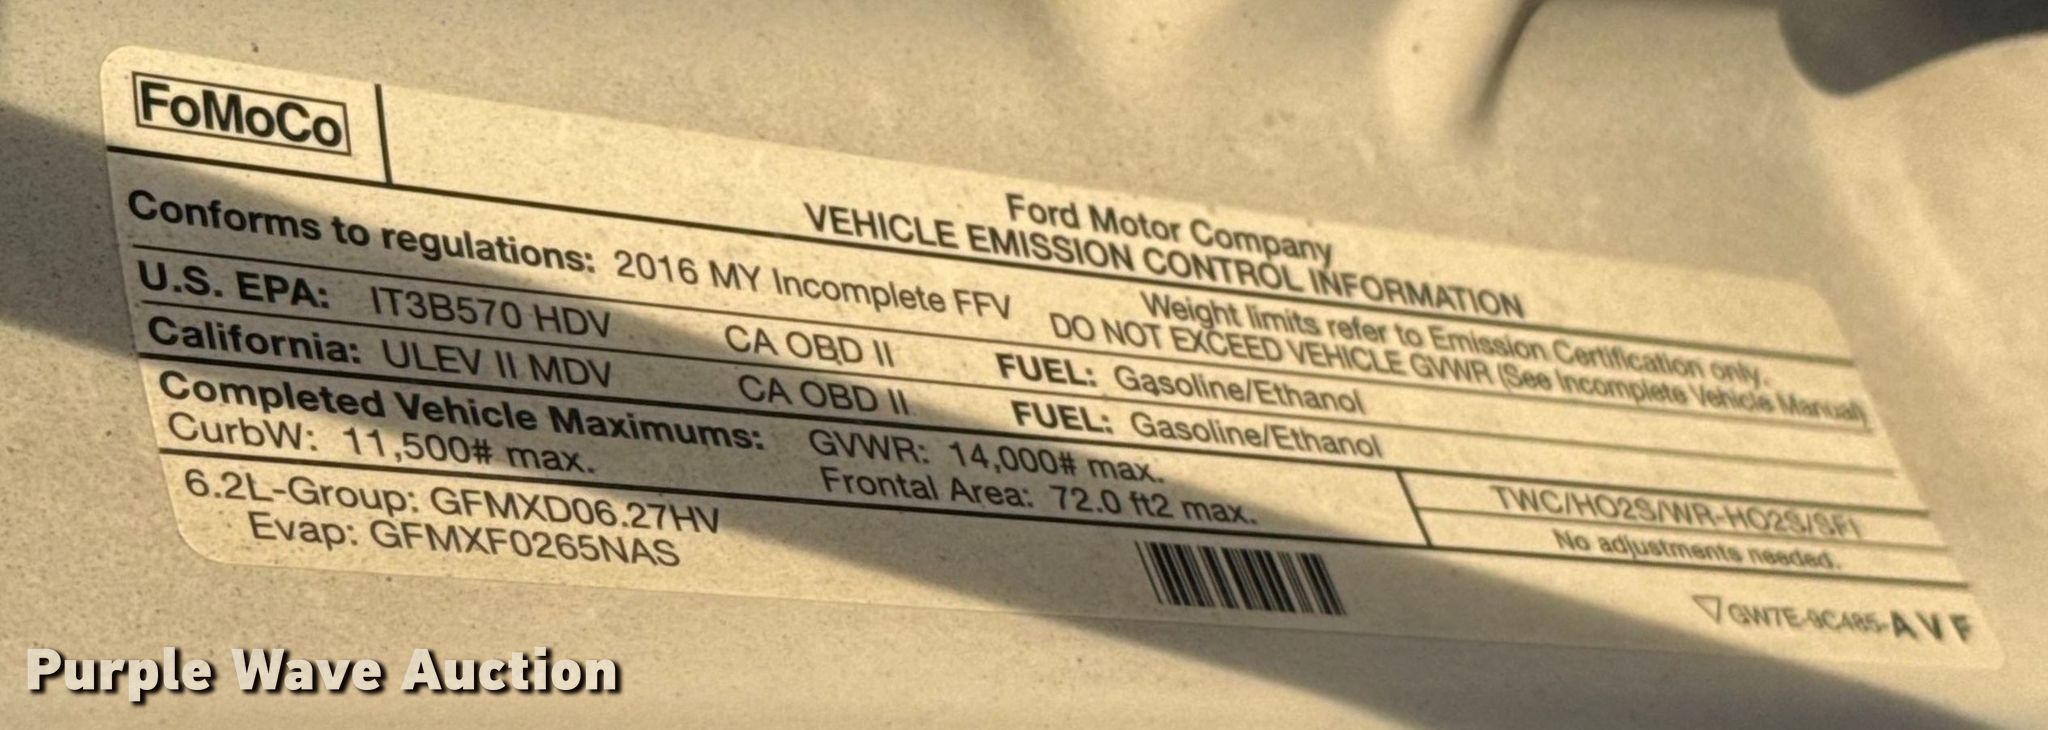 FoMoCo
Ford Motor Company
VEHICLE EMISSION CONTROL INFORMATION
Conforms to regulations: 2016 MY Incomplete FFV
Weight limits refer to Emission Certification only.
DO NOT EXCEED VEHICLE GVWR (See Incomplete Vehicle Manual)
U.S. EPA: IT3B570 HDV CA OBD II FUEL: Gasoline/Ethanol
California: ULEV II MDV CA OBD II FUEL: Gasoline/Ethanol
Completed Vehicle Maximums: GVWR: 14,000# max.
CurbW: 11,500# max. Frontal Area: 72.0 ft2 max.
TWC/HO2S/WR-HO2S/SFI
No adjustments needed.
6.2L-Group: GFMXD06.27HV
Evap: GFMXF0265NAS
GW7E-9C485-AVF
Purple Wave Auction